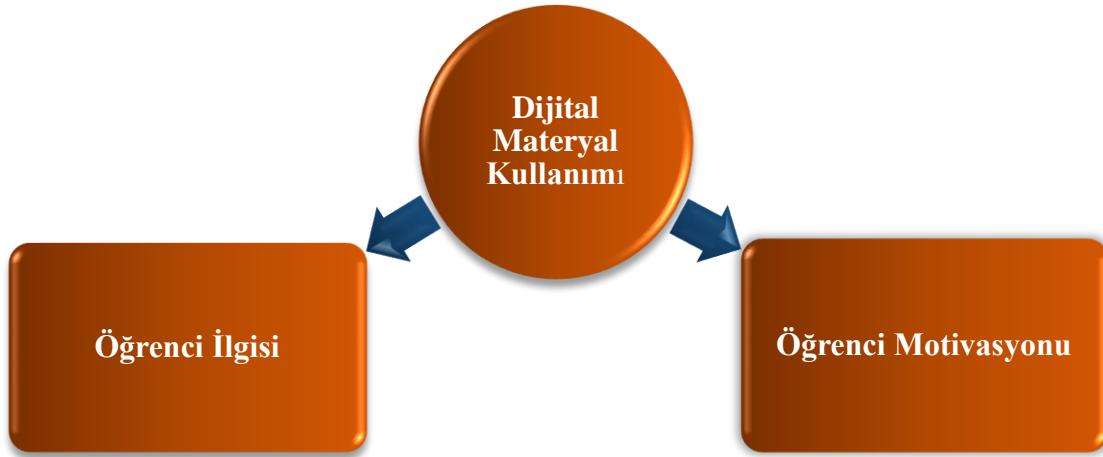 Dijital
Materyal
Kullanımı
Öğrenci İlgisi
Öğrenci Motivasyonu